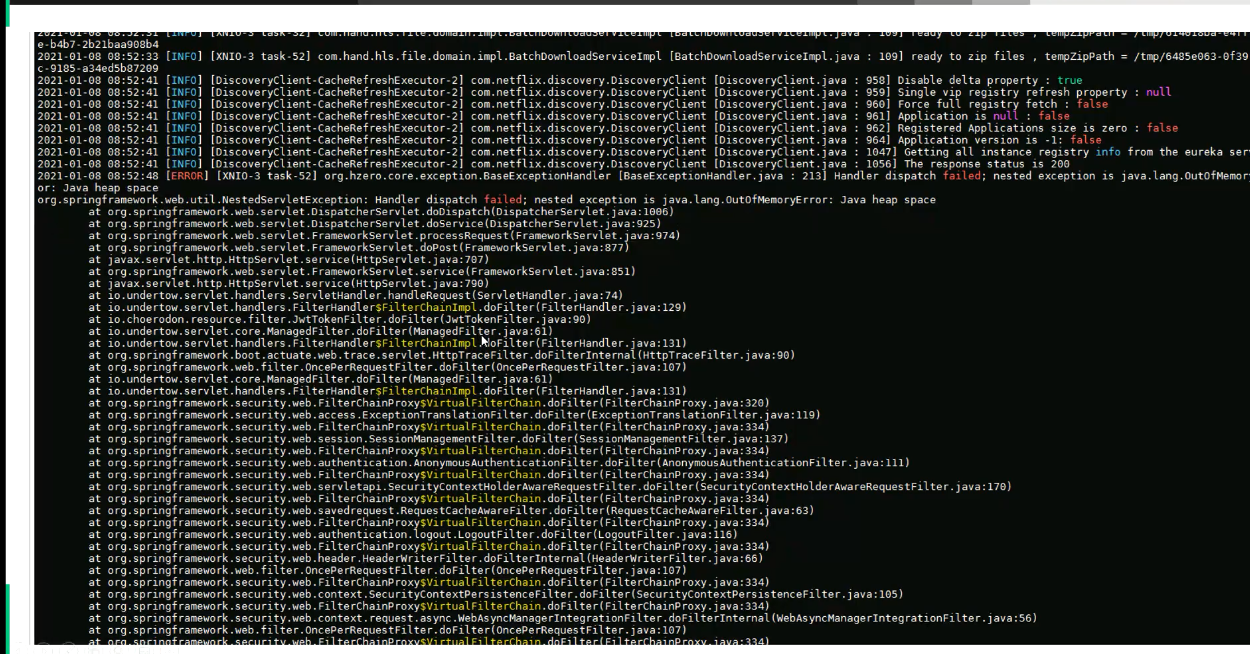 2021-01-08 08:52:31 [INFO] [XNIO-3 task-32] com.hand.hls.file.domain.impl.BatchDownloadServiceImpl [BatchDownloadServiceImpl.java : 109] ready to zip files , tempZipPath =
e-b4b7-2b21baa908b4
2021-01-08 08:52:33 [INFO] [XNIO-3 task-52] com.hand.hls.file.domain.impl.BatchDownloadServiceImpl [BatchDownloadServiceImpl.java : 109] ready to zip files , tempZipPath = /tmp/6485e063-0f39
c-9185-a34ed5b87209
2021-01-08 08:52:41 [INFO] [DiscoveryClient-CacheRefreshExecutor-2] com.netflix.discovery.DiscoveryClient [DiscoveryClient.java : 958] Disable delta property : true
2021-01-08 08:52:41 [INFO] [DiscoveryClient-CacheRefreshExecutor-2] com.netflix.discovery.DiscoveryClient [DiscoveryClient.java : 959] Single vip registry refresh property : null
2021-01-08 08:52:41 [INFO] [DiscoveryClient-CacheRefreshExecutor-2] com.netflix.discovery.DiscoveryClient [DiscoveryClient.java : 960] Force full registry fetch : false
2021-01-08 08:52:41 [INFO] [DiscoveryClient-CacheRefreshExecutor-2] com.netflix.discovery.DiscoveryClient [DiscoveryClient.java : 961] Application is null : false
2021-01-08 08:52:41 [INFO] [DiscoveryClient-CacheRefreshExecutor-2] com.netflix.discovery.DiscoveryClient [DiscoveryClient.java : 962] Registered Applications size is zero : false
2021-01-08 08:52:41 [INFO] [DiscoveryClient-CacheRefreshExecutor-2] com.netflix.discovery.DiscoveryClient [DiscoveryClient.java : 964] Application version is -1: false
2021-01-08 08:52:41 [INFO] [DiscoveryClient-CacheRefreshExecutor-2] com.netflix.discovery.DiscoveryClient [DiscoveryClient.java : 1047] Getting all instance registry info from the eureka ser
2021-01-08 08:52:41 [INFO] [DiscoveryClient-CacheRefreshExecutor-2] com.netflix.discovery.DiscoveryClient [DiscoveryClient.java : 1056] The response status is 200
2021-01-08 08:52:48 [ERROR] [XNIO-3 task-52] org.hzero.core.exception.BaseExceptionHandler [BaseExceptionHandler.java : 213] Handler dispatch failed; nested exception is java.lang.OutOfMemory
or: Java heap space
org.springframework.web.util.NestedServletException: Handler dispatch failed; nested exception is java.lang.OutOfMemoryError: Java heap space
at org.springframework.web.servlet.DispatcherServlet.doDispatch(DispatcherServlet.java:1006)
at org.springframework.web.servlet.DispatcherServlet.doService(DispatcherServlet.java:925)
at org.springframework.web.servlet.FrameworkServlet.processRequest(FrameworkServlet.java:974)
at org.springframework.web.servlet.FrameworkServlet.doPost(FrameworkServlet.java:877)
at javax.servlet.http.HttpServlet.service(HttpServlet.java:707)
at org.springframework.web.servlet.FrameworkServlet.service(FrameworkServlet.java:851)
at javax.servlet.http.HttpServlet.service(HttpServlet.java:790)
at io.undertow.servlet.handlers.ServletHandler.handleRequest(ServletHandler.java:74)
at io.undertow.servlet.handlers.FilterHandler$FilterChainImpl.doFilter(FilterHandler.java:129)
at io.choerodon.resource.filter.JwtTokenFilter.doFilter(JwtTokenFilter.java:90)
at io.undertow.servlet.core.ManagedFilter.doFilter(ManagedFilter.java:61)
at io.undertow.servlet.handlers.FilterHandler$FilterChainImpl.doFilter(FilterHandler.java:131)
at org.springframework.boot.actuate.web.trace.servlet.HttpTraceFilter.doFilterInternal(HttpTraceFilter.java:90)
at org.springframework.web.filter.OncePerRequestFilter.doFilter(OncePerRequestFilter.java:107)
at io.undertow.servlet.core.ManagedFilter.doFilter(ManagedFilter.java:61)
at io.undertow.servlet.handlers.FilterHandler$FilterChainImpl.doFilter(FilterHandler.java:131)
at org.springframework.security.web.FilterChainProxy$VirtualFilterChain.doFilter(FilterChainProxy.java:320)
at org.springframework.security.web.access.ExceptionTranslationFilter.doFilter(ExceptionTranslationFilter.java:119)
at org.springframework.security.web.FilterChainProxy$VirtualFilterChain.doFilter(FilterChainProxy.java:334)
at org.springframework.security.web.session.SessionManagementFilter.doFilter(SessionManagementFilter.java:137)
at org.springframework.security.web.FilterChainProxy$VirtualFilterChain.doFilter(FilterChainProxy.java:334)
at org.springframework.security.web.authentication.AnonymousAuthenticationFilter.doFilter(AnonymousAuthenticationFilter.java:111)
at org.springframework.security.web.FilterChainProxy$VirtualFilterChain.doFilter(FilterChainProxy.java:334)
at org.springframework.security.web.servletapi.SecurityContextHolderAwareRequestFilter.doFilter(SecurityContextHolderAwareRequestFilter.java:170)
at org.springframework.security.web.FilterChainProxy$VirtualFilterChain.doFilter(FilterChainProxy.java:334)
at org.springframework.security.web.savedrequest.RequestCacheAwareFilter.doFilter(RequestCacheAwareFilter.java:63)
at org.springframework.security.web.FilterChainProxy$VirtualFilterChain.doFilter(FilterChainProxy.java:334)
at org.springframework.security.web.authentication.logout.LogoutFilter.doFilter(LogoutFilter.java:116)
at org.springframework.security.web.FilterChainProxy$VirtualFilterChain.doFilter(FilterChainProxy.java:334)
at org.springframework.security.web.header.HeaderWriterFilter.doFilterInternal(HeaderWriterFilter.java:66)
at org.springframework.web.filter.OncePerRequestFilter.doFilter(OncePerRequestFilter.java:107)
at org.springframework.security.web.FilterChainProxy$VirtualFilterChain.doFilter(FilterChainProxy.java:334)
at org.springframework.security.web.context.SecurityContextPersistenceFilter.doFilter(SecurityContextPersistenceFilter.java:105)
at org.springframework.security.web.FilterChainProxy$VirtualFilterChain.doFilter(FilterChainProxy.java:334)
at org.springframework.security.web.context.request.async.WebAsyncManagerIntegrationFilter.doFilterInternal(WebAsyncManagerIntegrationFilter.java:56)
at org.springframework.web.filter.OncePerRequestFilter.doFilter(OncePerRequestFilter.java:107)
at org.springframework.security.web.FilterChainProxy$VirtualFilterChain.doFilter(FilterChainProxy.java:334)